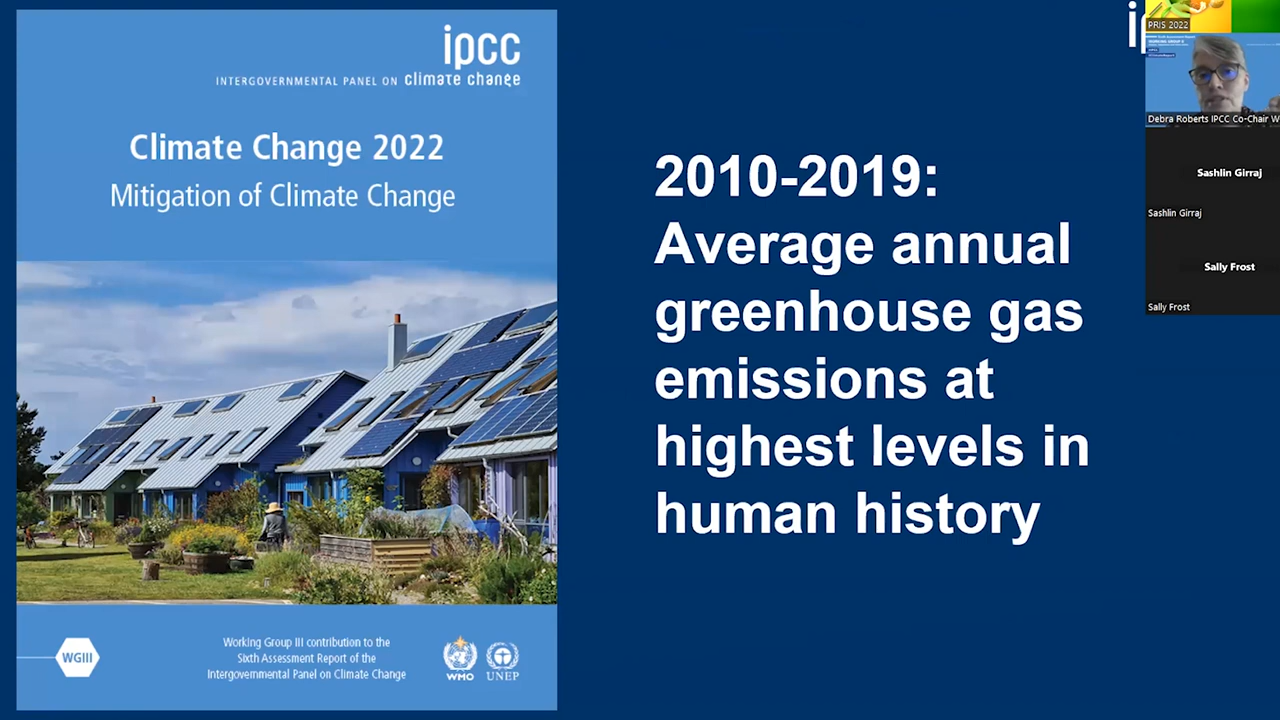 ipcc
INTERGOVERNMENTAL PANEL ON climate change
Climate Change 2022
Mitigation of Climate Change
WGIII
Working Group III contribution to the
Sixth Assessment Report of the
Intergovernmental Panel on Climate Change
WMO
UNEP
2010-2019:
Average annual
greenhouse gas
emissions at
highest levels in
human history
PRIS 2022
Debra Roberts IPCC Co-Chair W
Sashlin Girraj
Sashlin Girraj
Sally Frost
Sally Frost